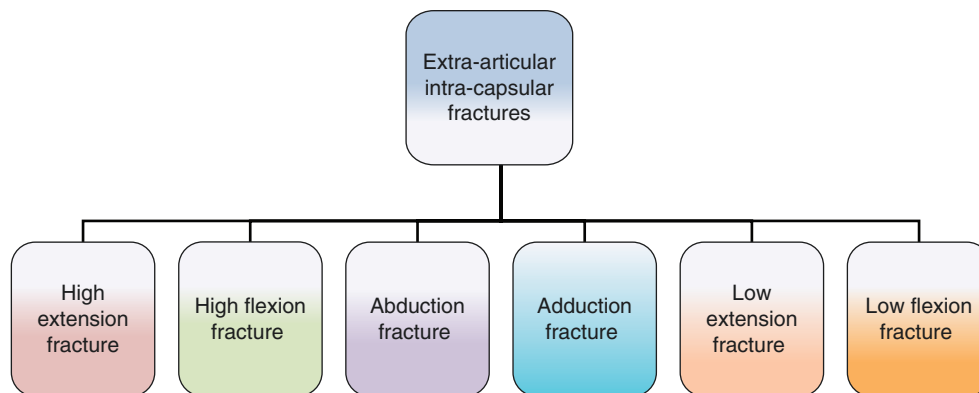 Extra-articular
intra-capsular
fractures
High
extension
fracture
High flexion
fracture
Abduction
fracture
Adduction
fracture
Low
extension
fracture
Low flexion
fracture